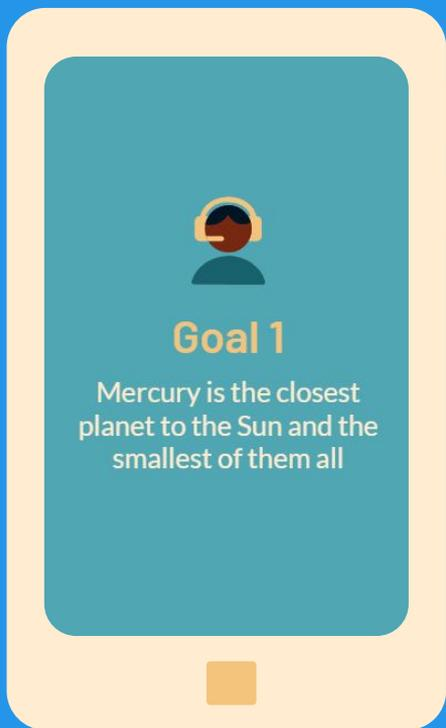 Goal 1
Mercury is the closest
planet to the Sun and the
smallest of them all